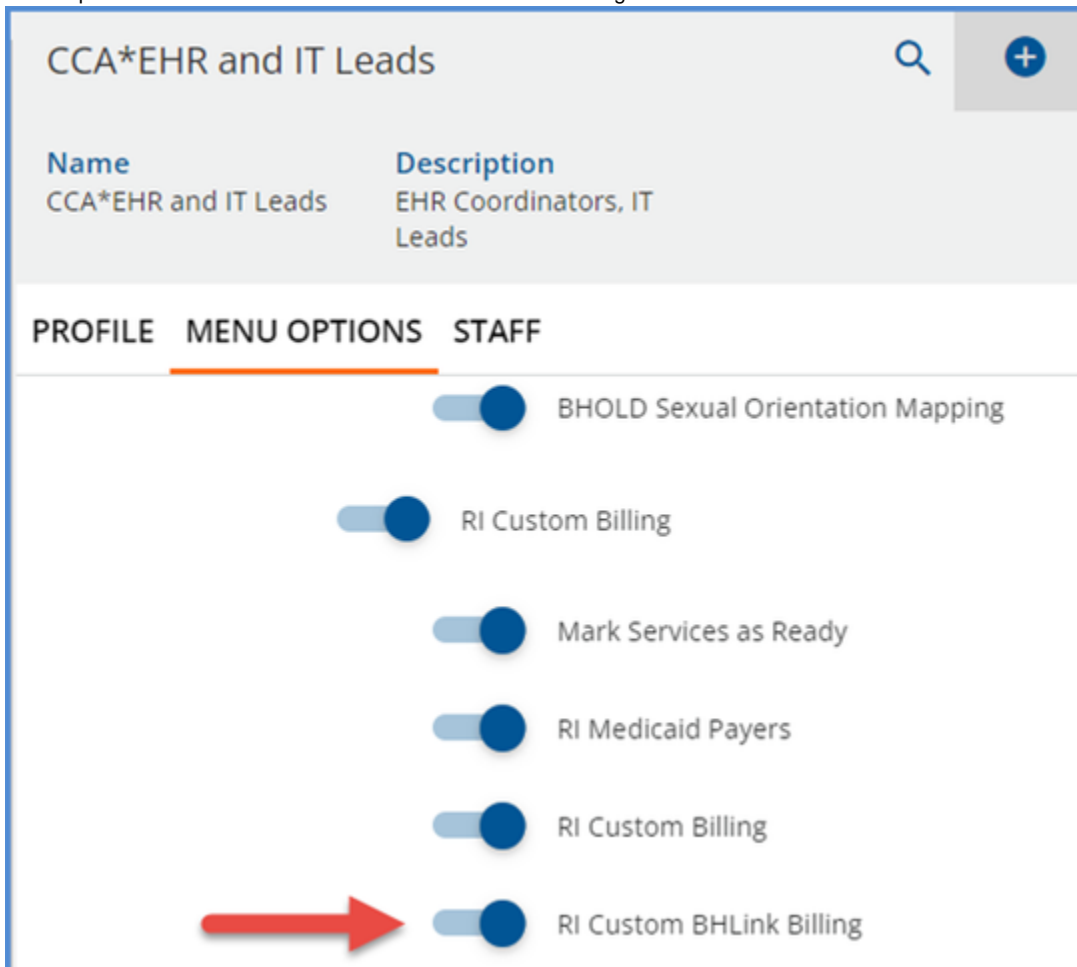 CCA*EHR and IT Leads
Name Description
CCA*EHR and IT Leads EHR Coordinators, IT
Leads
PROFILE MENU OPTIONS STAFF
BHOLD Sexual Orientation Mapping
RI Custom Billing
Mark Services as Ready
RI Medicaid Payers
RI Custom Billing
RI Custom BHLink Billing